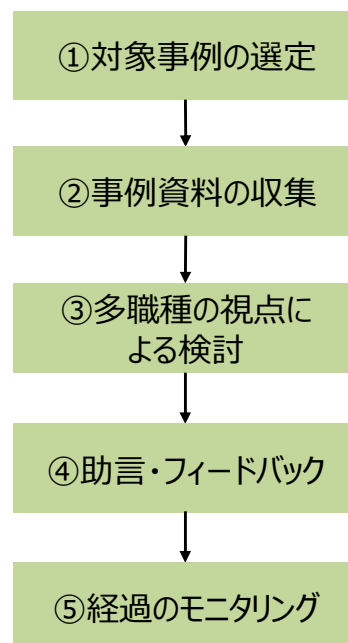 ①対象事例の選定
②事例資料の収集
③多職種の視点に
よる検討
④助言・フィードバック
⑤経過のモニタリング